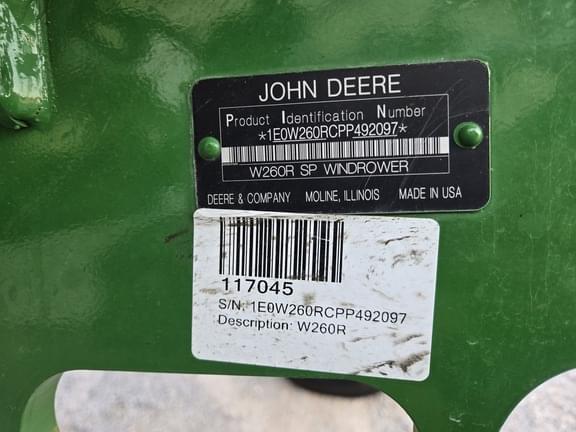 JOHN DEERE
Product Identification Number
*1E0W260RCPP492097*
W260R SP WINDROWER
DEERE & COMPANY MOLINE, ILLINOIS MADE IN USA
117045
S/N: 1E0W260RCPP492097
Description: W260R